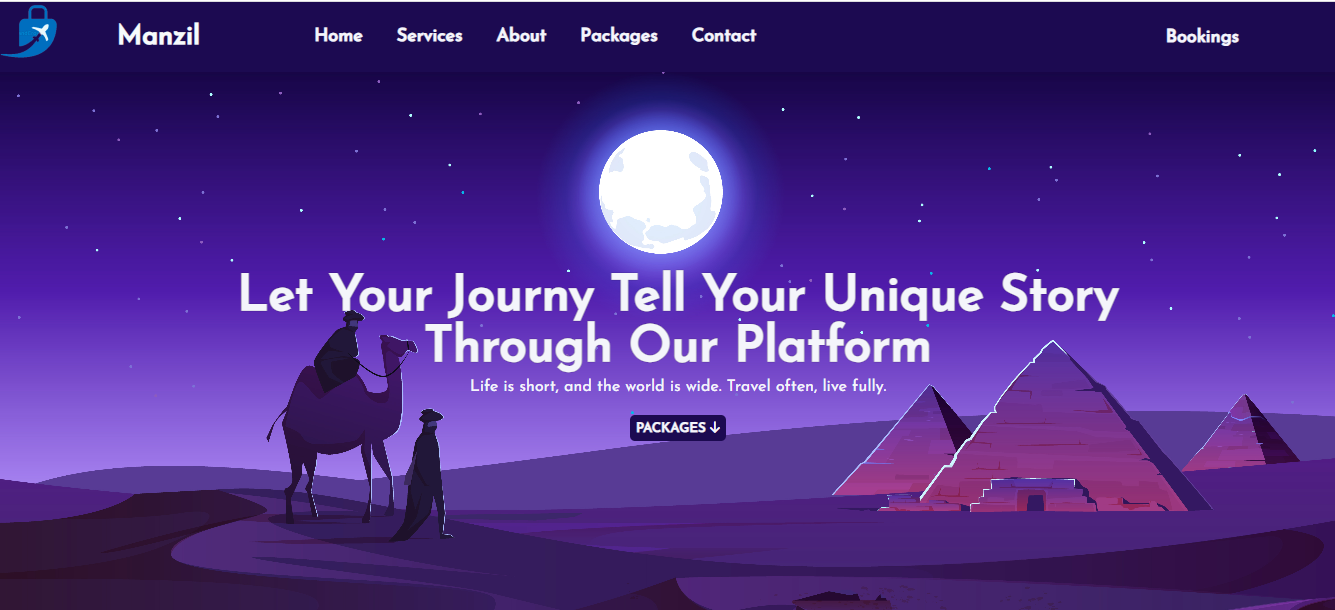 Manzil Home Services About Packages Contact Bookings
Let Your Journy Tell Your Unique Story
Through Our Platform
Life is short, and the world is wide. Travel often, live fully.
PACKAGES ↓